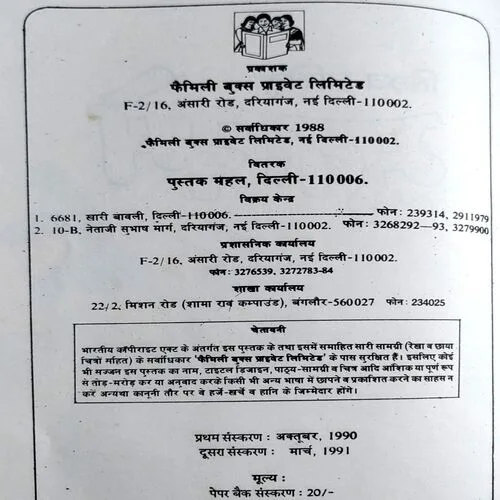 प्रकाशक
फैमिली बुक्स प्राइवेट लिमिटेड
F-2/16, अंसारी रोड, दरियागंज, नई दिल्ली-110002.
© सर्वाधिकार 1988
फैमिली बुक्स प्राइवेट लिमिटेड, नई दिल्ली-110002.
वितरक
पुस्तक महल, दिल्ली-110006.
विक्रय केन्द्र
1. 6681, खारी बावली, दिल्ली-110006. फोन: 239314, 2911979
2. 10-B, नेताजी सुभाष मार्ग, दरियागंज, नई दिल्ली-110002. फोन: 3268292-93, 3279900
प्रशासनिक कार्यालय
F-2/16, अंसारी रोड, दरियागंज, नई दिल्ली-110002.
फोन: 3276539, 3272783-84
शाखा कार्यालय
22/2, मिशन रोड (शामा राव कम्पाउंड), बंगलौर-560027 फोन: 234025
चेतावनी
भारतीय कॉपीराइट एक्ट के अंतर्गत इस पुस्तक के तथा इसमें समाहित सारी सामग्री (रेखा व छाया
चित्रों सहित) के सर्वाधिकार 'फैमिली बुक्स प्राइवेट लिमिटेड' के पास सुरक्षित हैं। इसलिए कोई
भी सज्जन इस पुस्तक का नाम, टाइटल डिजाइन, पाठ्य-सामग्री व चित्र आदि आंशिक या पूर्ण रूप
से तोड़-मरोड़ कर या अनुवाद करके किसी भी अन्य भाषा में छापने व प्रकाशित करने का साहस न
करें अन्यथा कानूनी तौर पर वे हर्जे-खर्चे व हानि के जिम्मेदार होंगे।
प्रथम संस्करण : अक्तूबर, 1990
दूसरा संस्करण : मार्च, 1991
मूल्य :
पेपर बैक संस्करण : 20/-